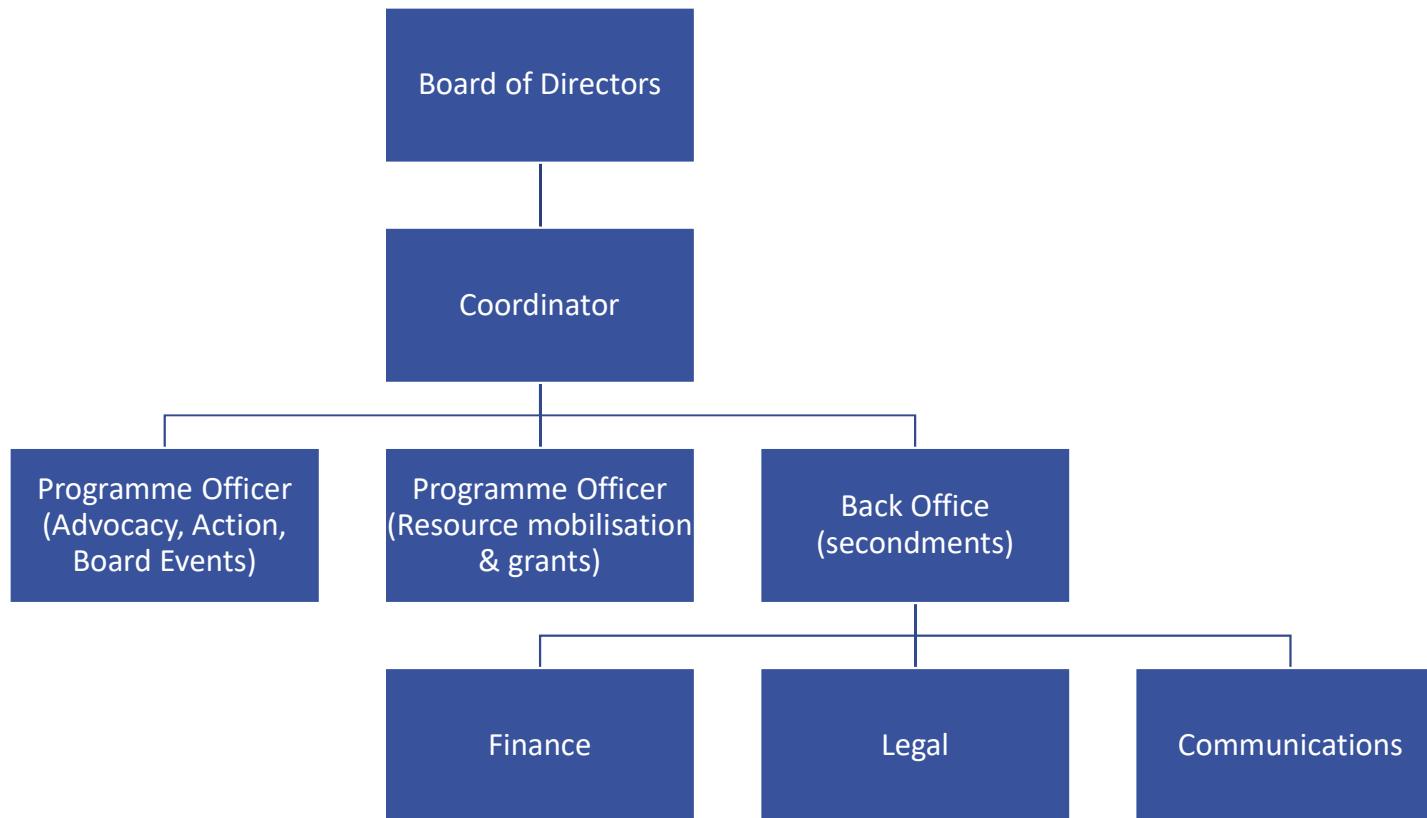 Board of Directors
Coordinator
Programme Officer
(Advocacy, Action,
Board Events)
Programme Officer
(Resource mobilisation
& grants)
Back Office
(secondments)
Finance
Legal
Communications